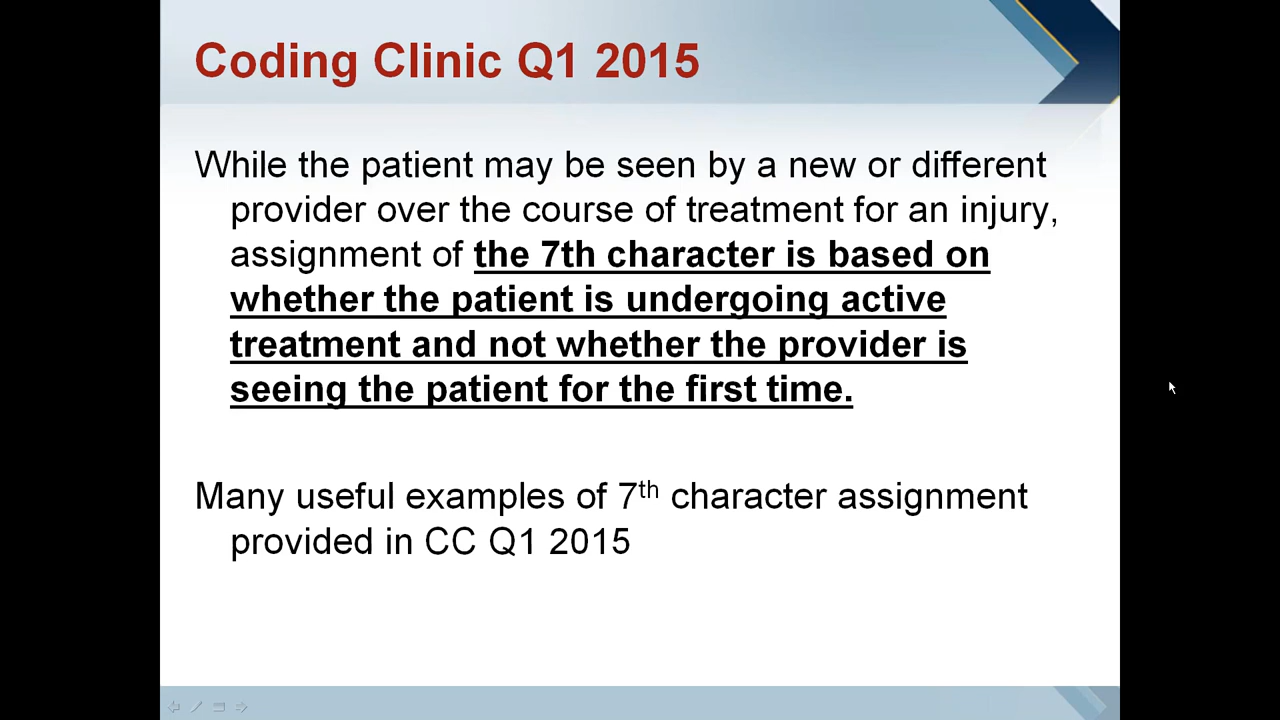 Coding Clinic Q1 2015
While the patient may be seen by a new or different
provider over the course of treatment for an injury,
assignment of the 7th character is based on
whether the patient is undergoing active
treatment and not whether the provider is
seeing the patient for the first time.
Many useful examples of 7th character assignment
provided in CC Q1 2015